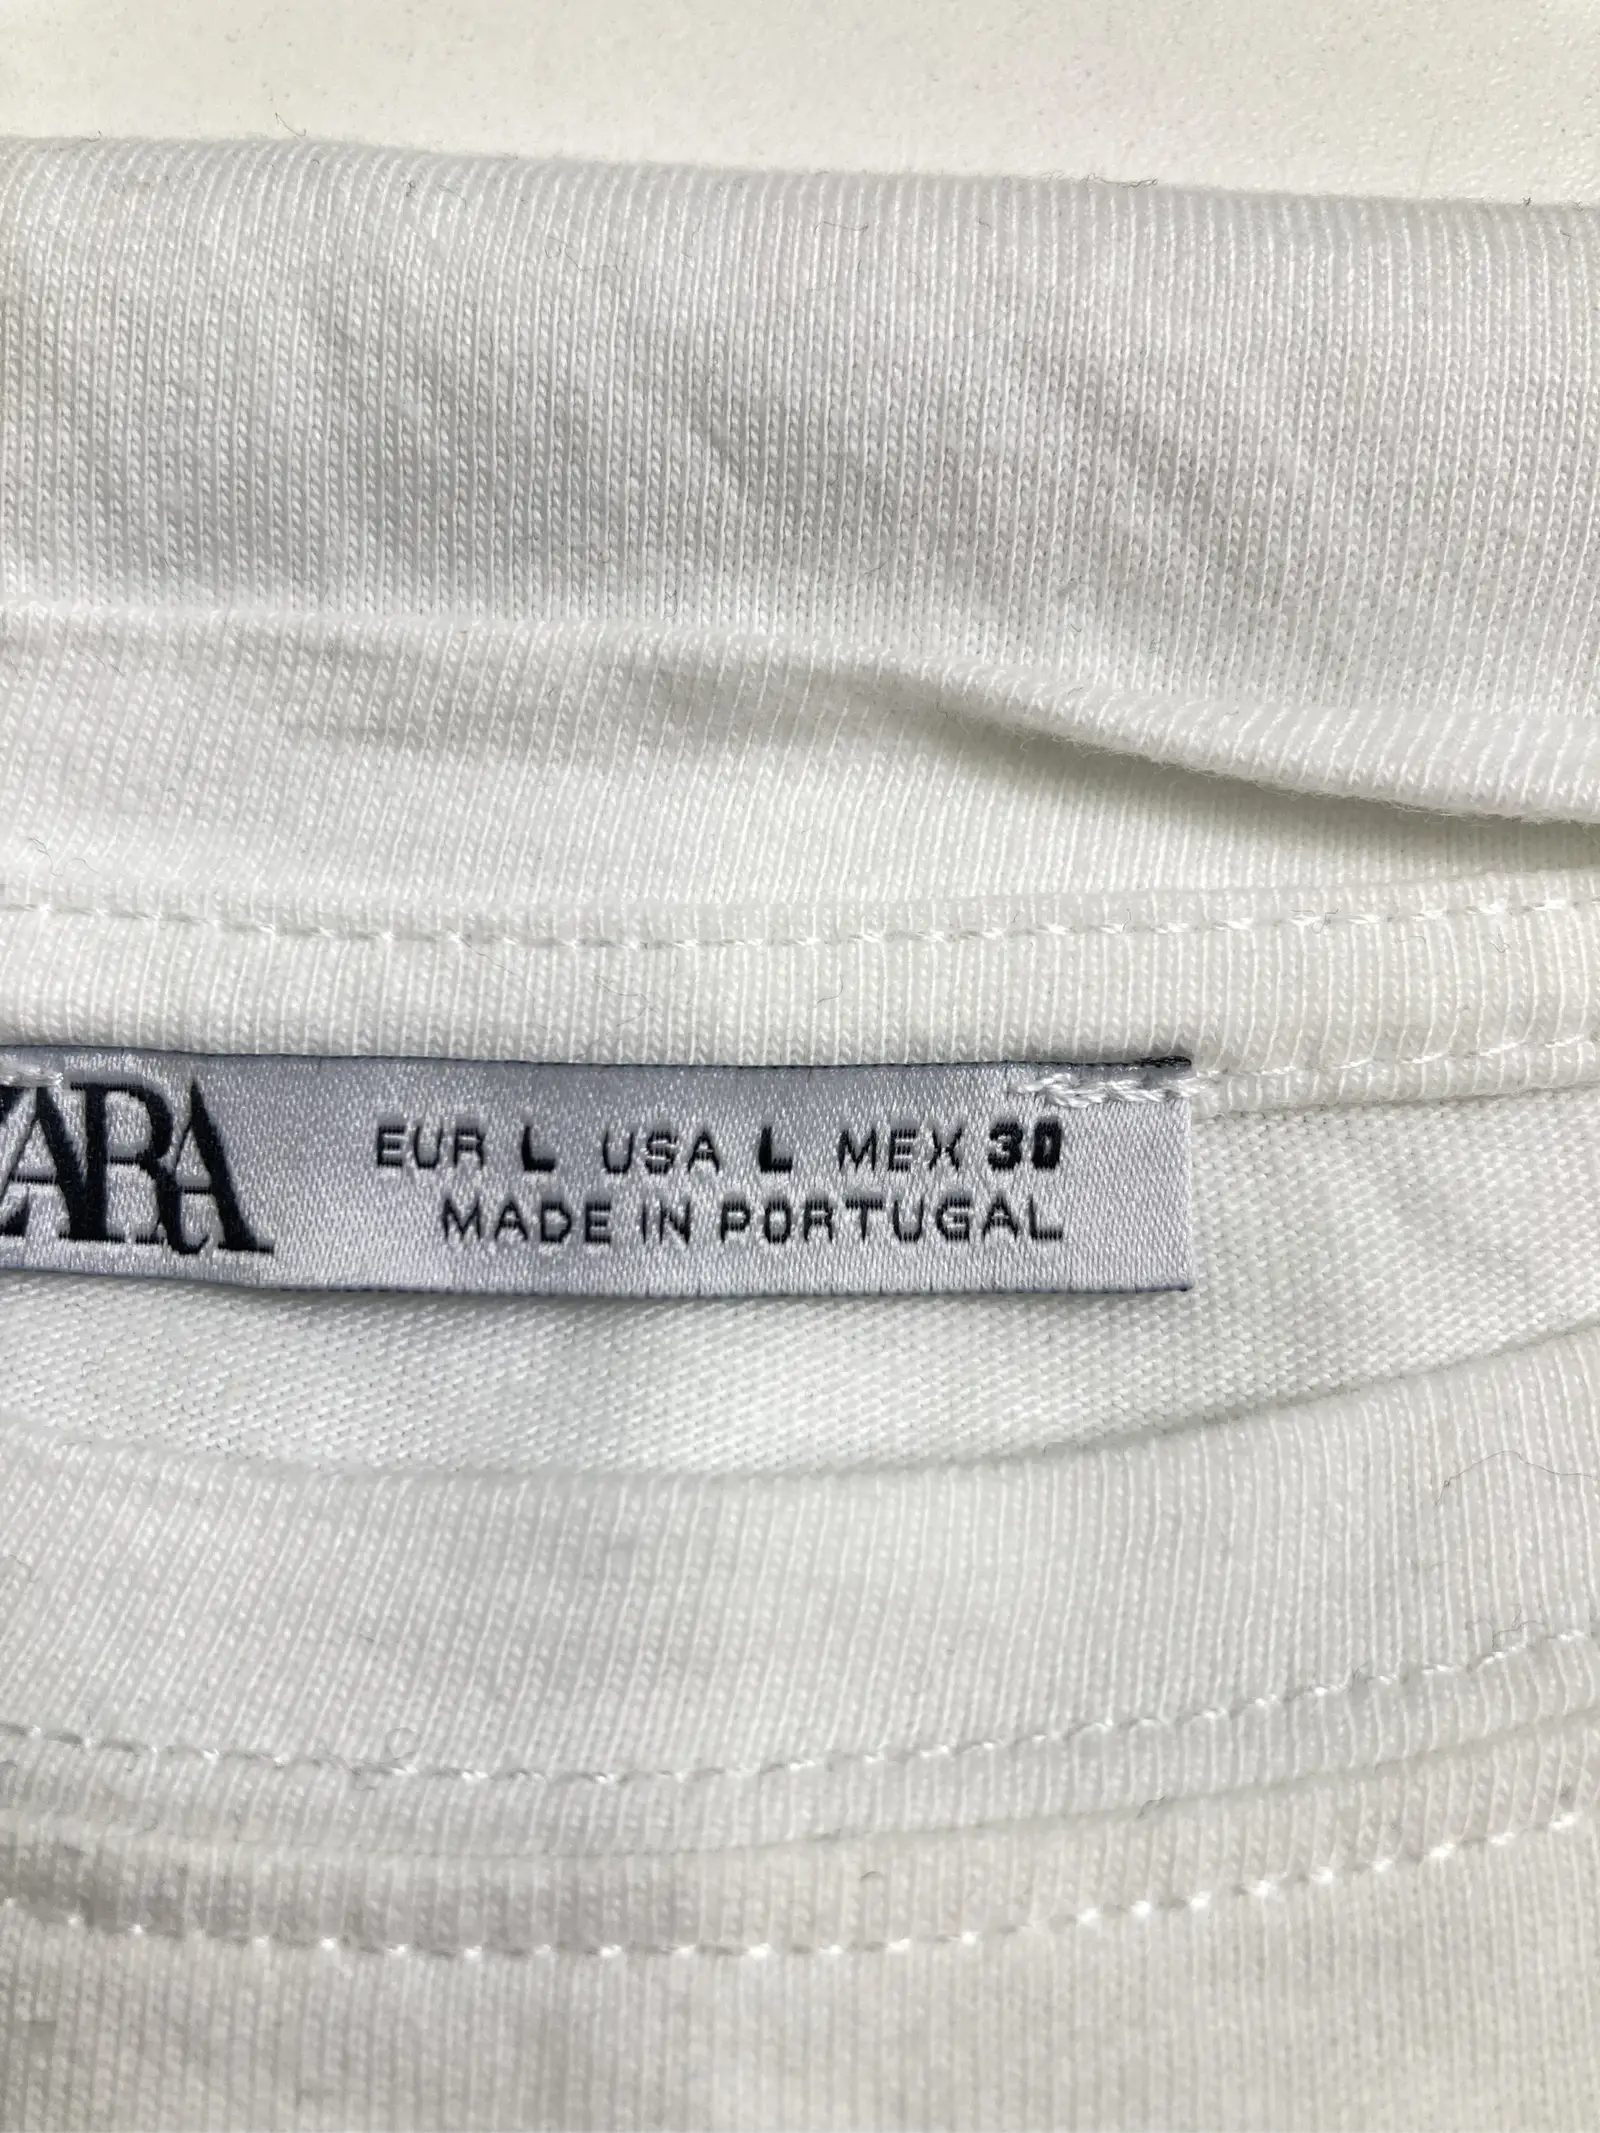 ZARA
EUR L USA L MEX 30
MADE IN PORTUGAL